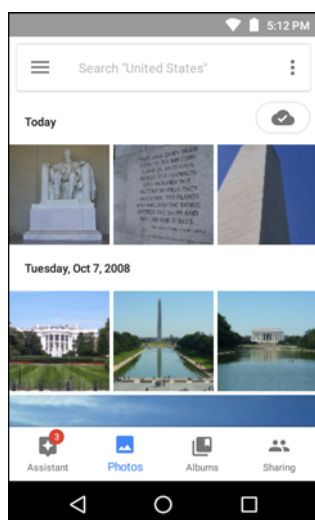 5:12 PM
Search "United States"
Today
Tuesday, Oct 7, 2008
3
Assistant
Photos
Albums
Sharing